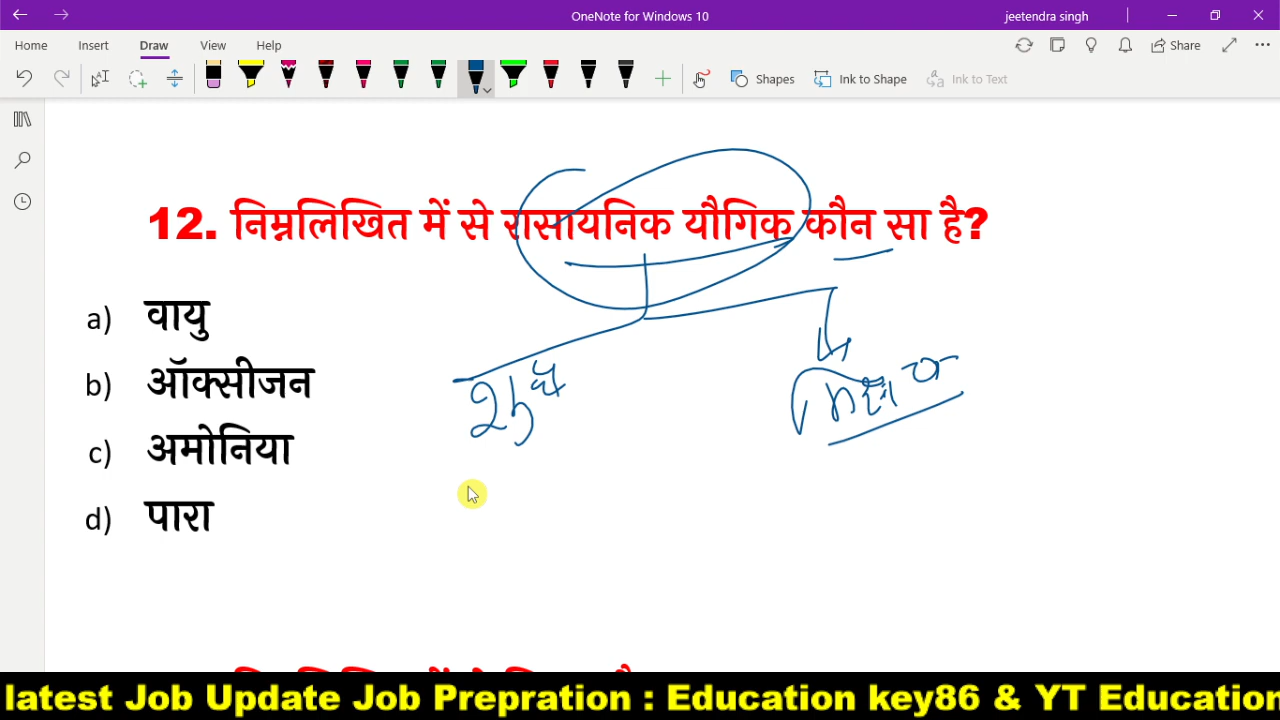 OneNote for Windows 10
jeetendra singh
Home Insert Draw View Help
Share
Shapes
Ink to Shape
Ink to Text
12. निम्नलिखित में से रासायनिक यौगिक कौन सा है?
a) वायु
b) ऑक्सीजन
c) अमोनिया
d) पारा
latest Job Update Job Prepration : Education key86 & YT Education